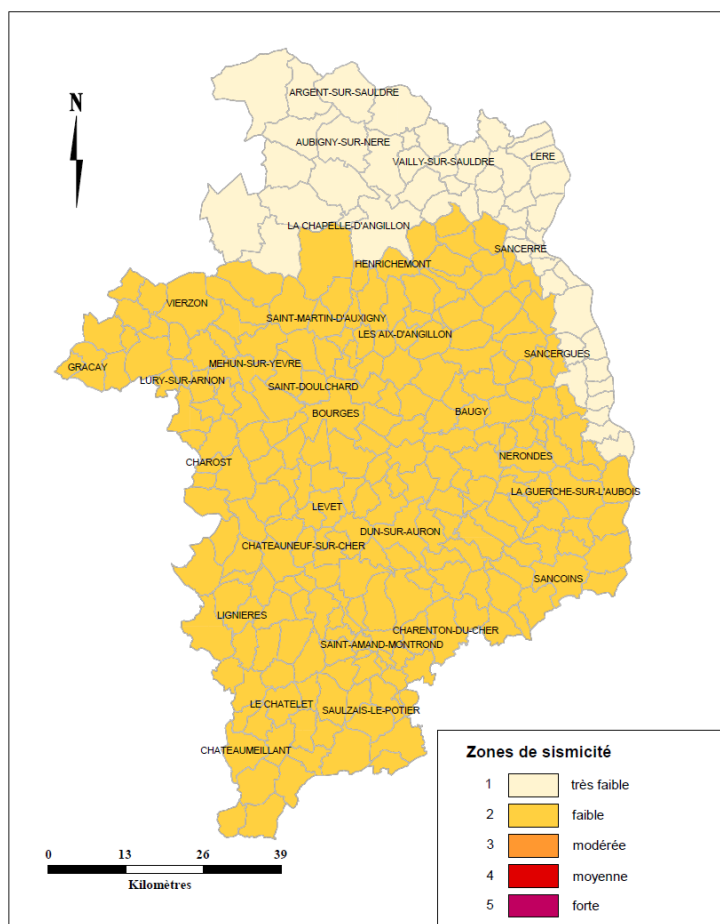 N
ARGENT-SUR-SAULDRE
AUBIGNY-SUR-NERE
VAILLY-SUR-SAULDRE
LERE
LA CHAPELLE-D'ANGILLON
SANCERRE
HENRICHEMONT
VIERZON
SAINT-MARTIN-D'AUXIGNY
LES AIX-D'ANGILLON
SANCERGUES
GRACAY
MEHUN-SUR-YEVRE
LURY-SUR-ARNON
SAINT-DOULCHARD
BOURGES
BAUGY
CHAROST
NERONDES
LA GUERCHE-SUR-L'AUBOIS
LEVET
DUN-SUR-AURON
CHATEAUNEUF-SUR-CHER
SANCOINS
LIGNIERES
CHARENTON-DU-CHER
SAINT-AMAND-MONTROND
LE CHATELET
SAULZAIS-LE-POTIER
CHATEAUMEILLANT
Zones de sismicité
1 très faible
2 faible
3 modérée
4 moyenne
5 forte
0 13 26 39
Kilomètres